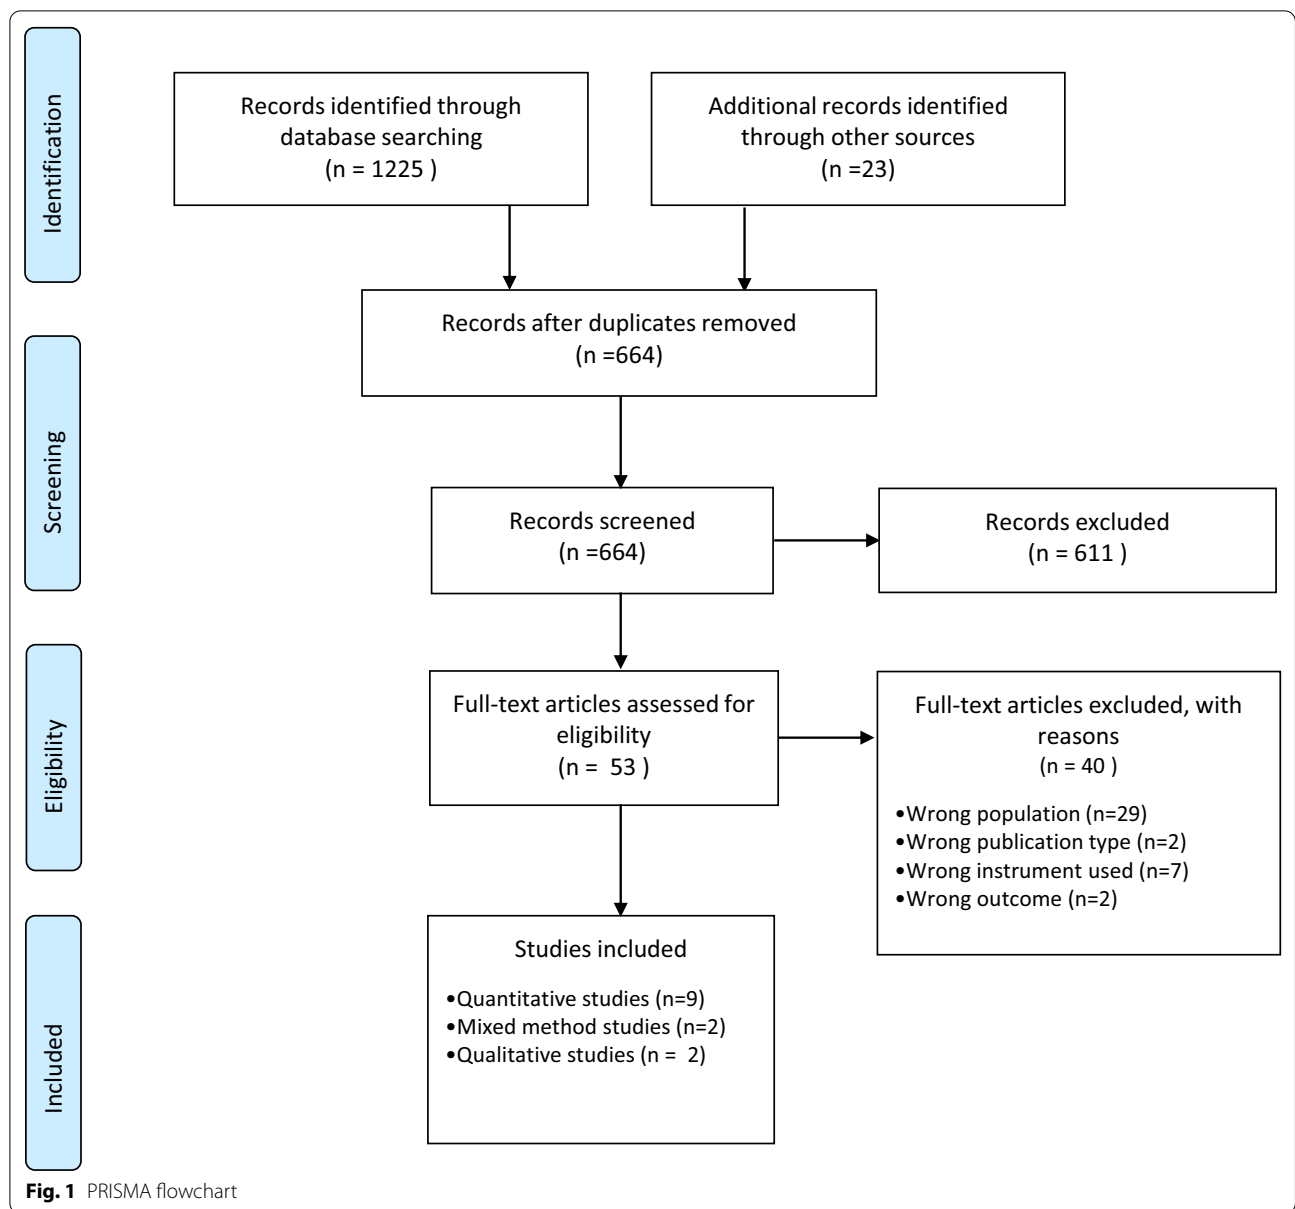 Identification
Records identified through
database searching
(n = 1225 )
Additional records identified
through other sources
(n =23)
Records after duplicates removed
(n =664)
Screening
Records screened
(n =664)
Records excluded
(n = 611 )
Eligibility
Full-text articles assessed for
eligibility
(n =  53 )
Full-text articles excluded, with
reasons
(n = 40 )
•Wrong population (n=29)
•Wrong publication type (n=2)
•Wrong instrument used (n=7)
•Wrong outcome (n=2)
Included
Studies included
•Quantitative studies (n=9)
•Mixed method studies (n=2)
•Qualitative studies (n =  2)
Fig. 1 PRISMA flowchart